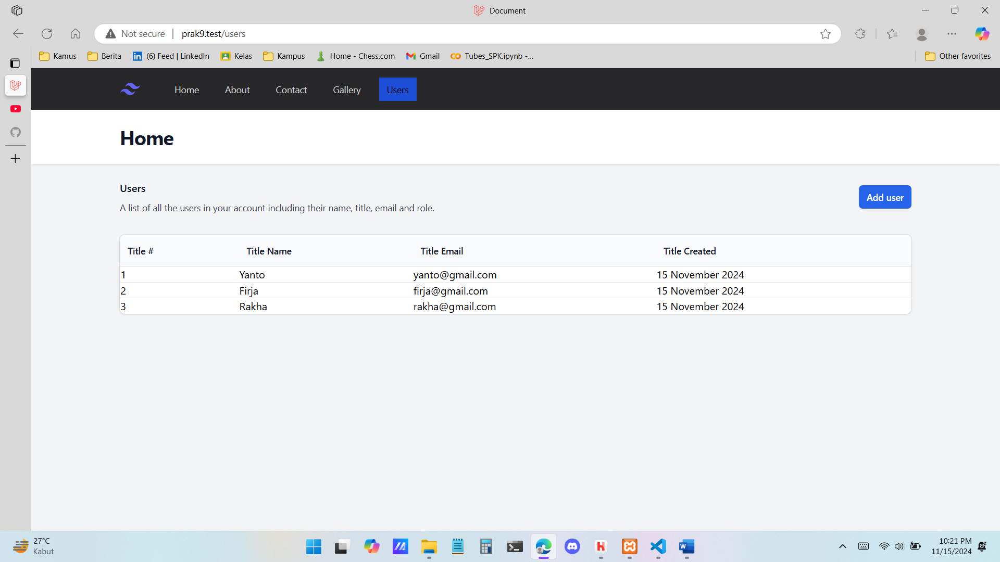 Document
Not secure prak9.test/users
Kamus Berita (6) Feed | LinkedIn Kelas Kampus Home - Chess.com Gmail Tubes_SPK.ipynb -... Other favorites
Home About Contact Gallery Users
Home
Users
Add user
A list of all the users in your account including their name, title, email and role.
Title # Title Name Title Email Title Created
1 Yanto yanto@gmail.com 15 November 2024
2 Firja firja@gmail.com 15 November 2024
3 Rakha rakha@gmail.com 15 November 2024
27°C
Kabut
10:21 PM
11/15/2024